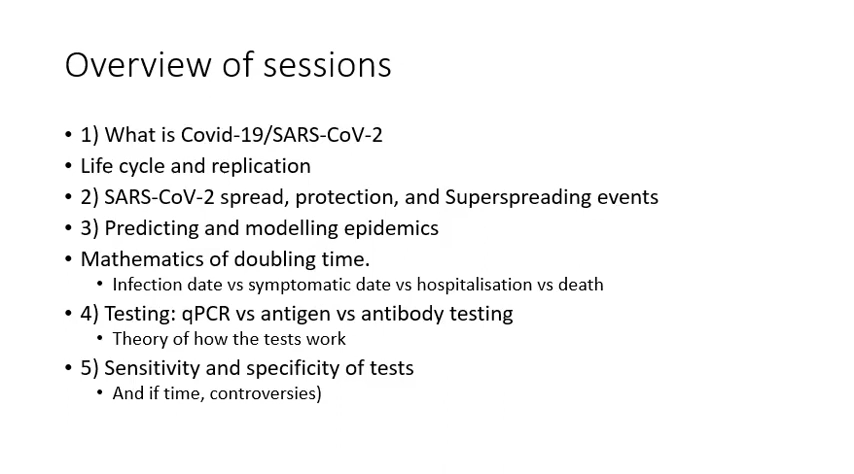 Overview of sessions
• 1) What is Covid-19/SARS-CoV-2
• Life cycle and replication
• 2) SARS-CoV-2 spread, protection, and Superspreading events
• 3) Predicting and modelling epidemics
• Mathematics of doubling time.
• Infection date vs symptomatic date vs hospitalisation vs death
• 4) Testing: qPCR vs antigen vs antibody testing
• Theory of how the tests work
• 5) Sensitivity and specificity of tests
• And if time, controversies)